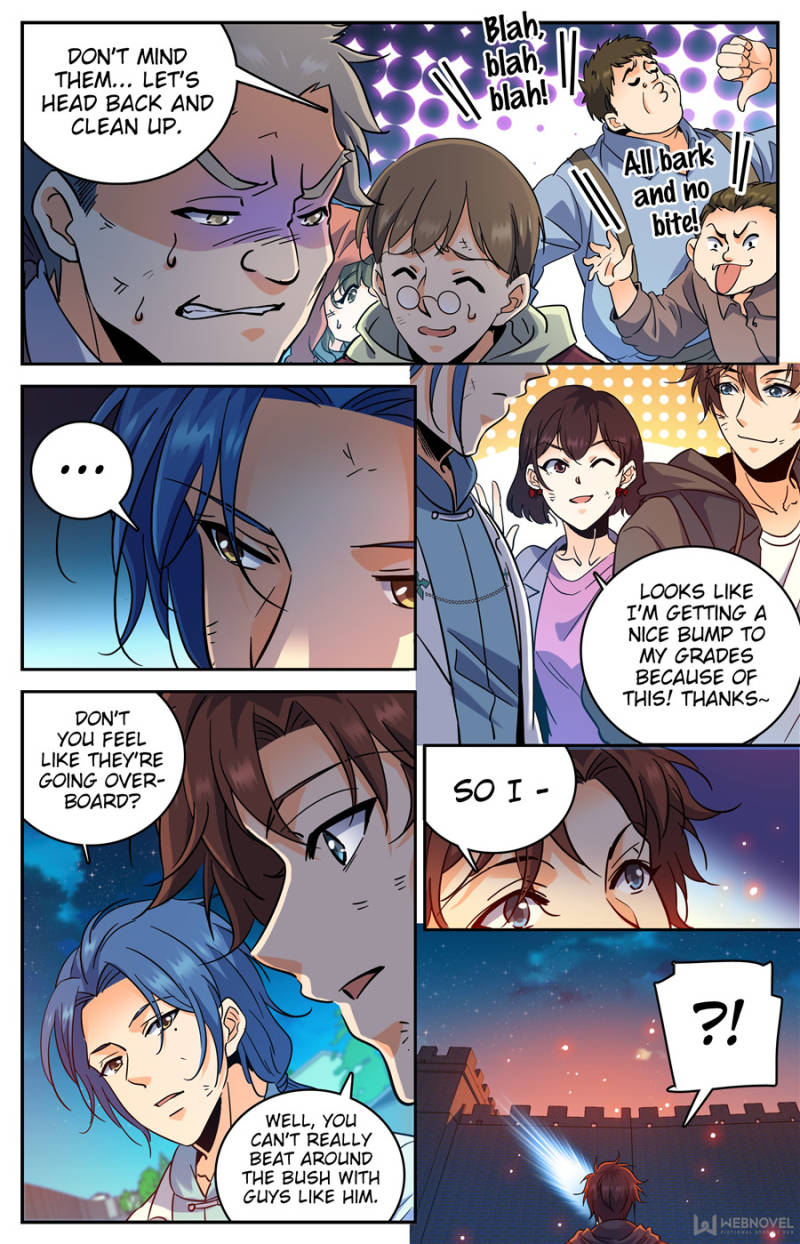 DON'T MIND
THEM... LET'S
HEAD BACK AND
CLEAN UP.
Blah,
blah,
blah!
All bark
and no
bite!
...
LOOKS LIKE
I'M GETTING A
NICE BUMP TO
MY GRADES
BECAUSE OF
THIS! THANKS~
DON'T
YOU FEEL
LIKE THEY'RE
GOING OVER-
BOARD?
WELL, YOU
CAN'T REALLY
BEAT AROUND
THE BUSH WITH
GUYS LIKE HIM.
SO I -
?!
WEBNOVEL